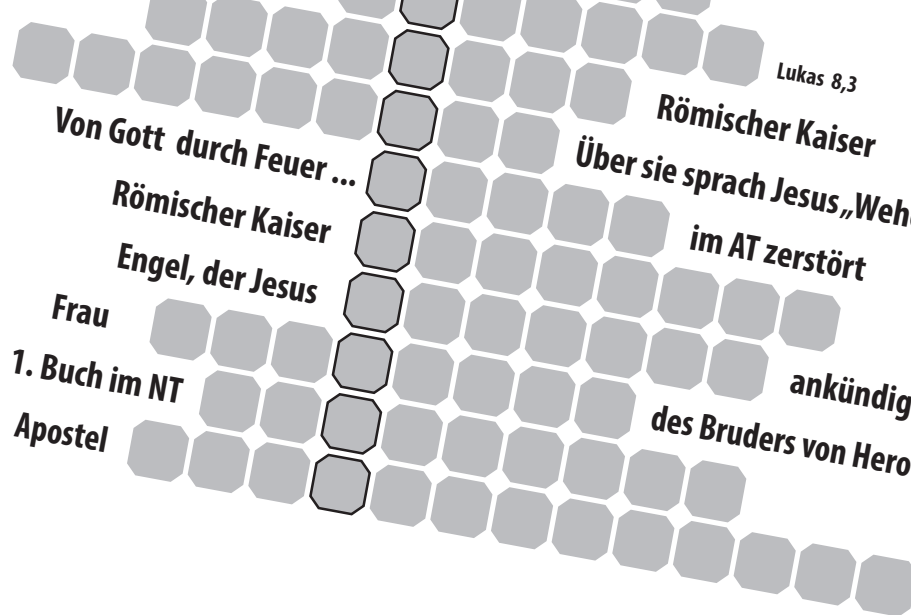 Lukas 8,3
Römischer Kaiser
Von Gott durch Feuer ... im AT zerstört
Über sie sprach Jesus „Weh
Römischer Kaiser
Engel, der Jesus ankündig
Frau des Bruders von Hero
1. Buch im NT
Apostel